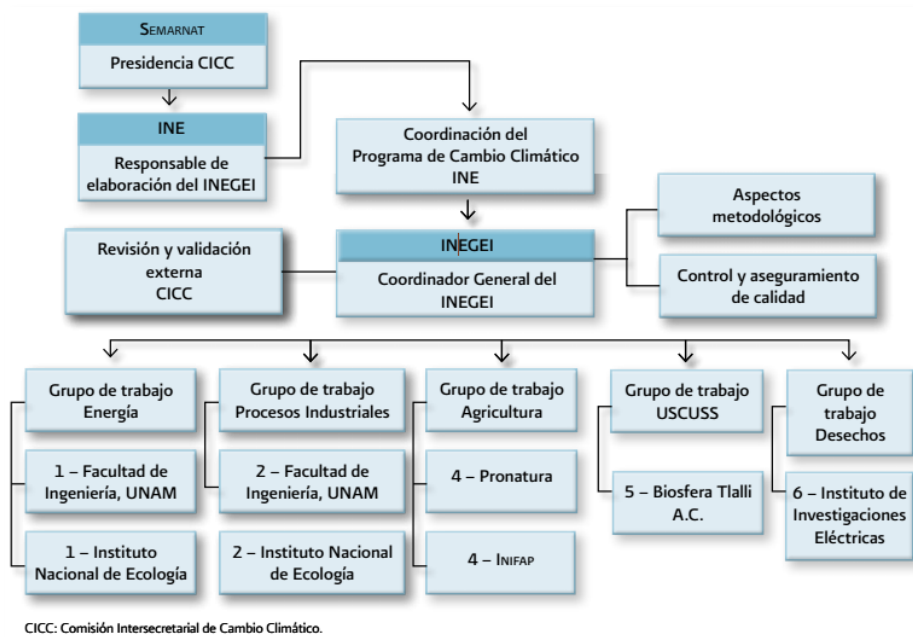 SEMARNAT
Presidencia CICC
INE
Responsable de
elaboración del INEGEI
Coordinación del
Programa de Cambio Climático
INE
Aspectos
metodológicos
Revisión y validación
externa
CICC
INEGEI
Coordinador General del
INEGEI
Control y aseguramiento
de calidad
Grupo de trabajo
Energía
Grupo de trabajo
Procesos Industriales
Grupo de trabajo
Agricultura
Grupo de trabajo
USCUSS
Grupo de
trabajo
Desechos
1 – Facultad de
Ingeniería, UNAM
2 – Facultad de
Ingeniería, UNAM
4 – Pronatura
5 – Biosfera Tlalli
A.C.
6 – Instituto de
Investigaciones
Eléctricas
1 – Instituto
Nacional de Ecología
2 – Instituto Nacional
de Ecología
4 – INIFAP
CICC: Comisión Intersecretarial de Cambio Climático.